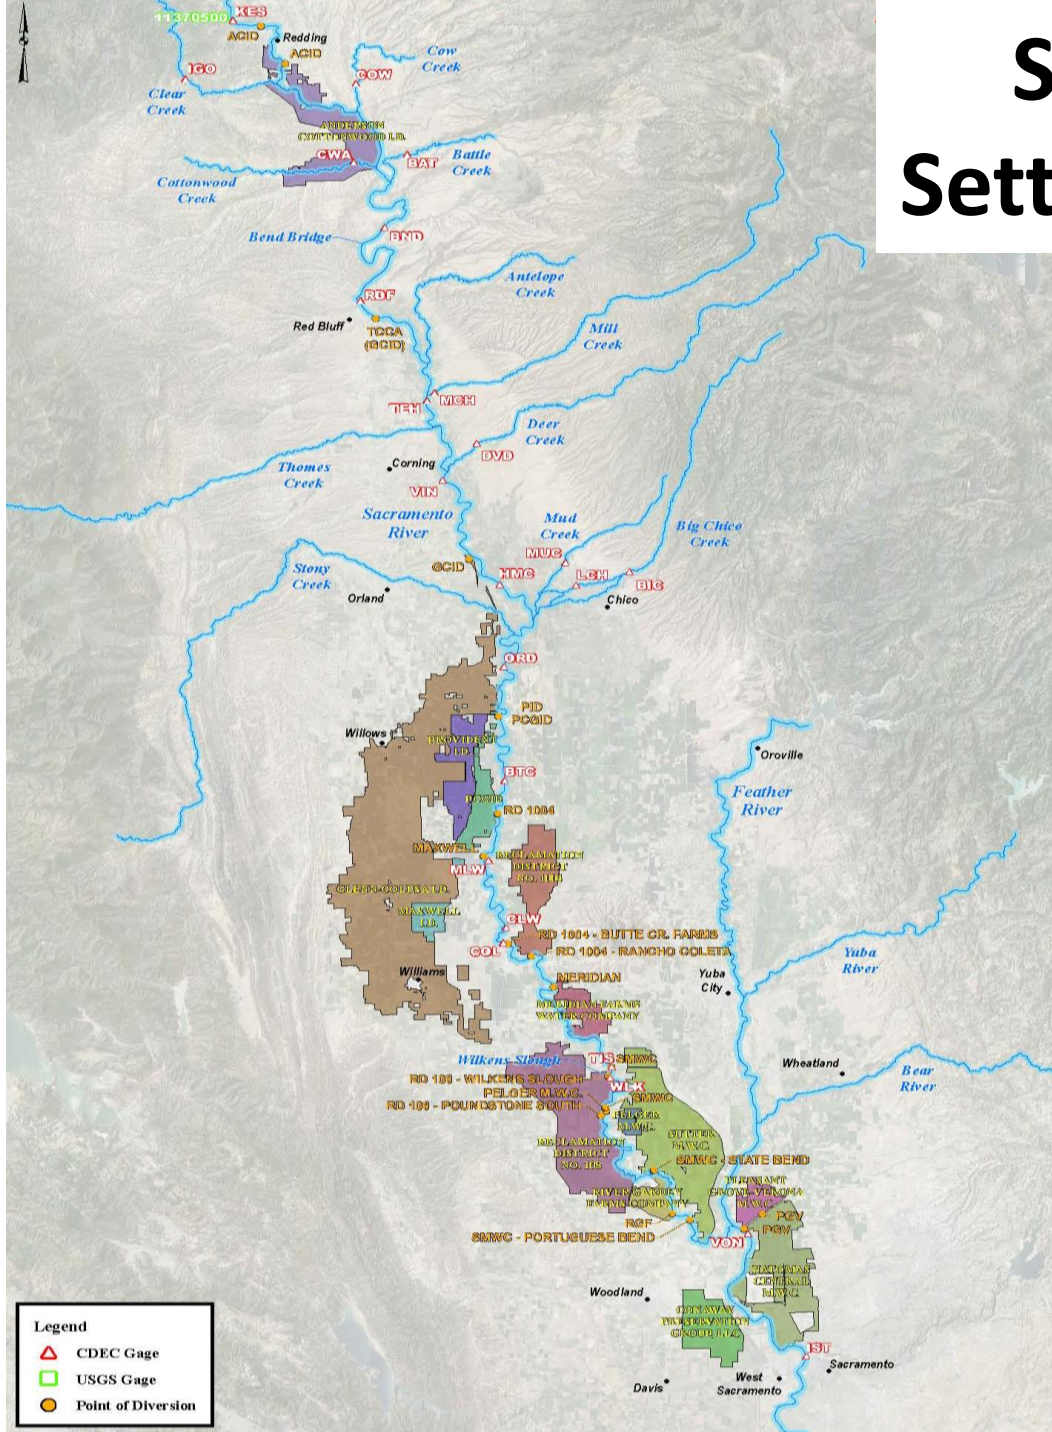 S
Sett
11370500
KES
ACID
Redding
ACID
IGO
COW
Cow
Creek
Clear
Creek
ANDERSON
COTTONWOOD I.D.
CWA
BAT
Battle
Creek
Cottonwood
Creek
Bend Bridge
BND
Antelope
Creek
RDF
Red Bluff
TCCA
(GCID)
Mill
Creek
TEH
MCH
Deer
Creek
BVD
Corning
Thomes
Creek
VIN
Sacramento
River
Mud
Creek
Big Chico
Creek
MUC
GCID
HMC
LCH
BIC
Stony
Creek
Orland
Chico
ORD
PID
PCGID
Willows
PROVIDENT
I.D.
Oroville
BTC
Feather
River
PCGID
RD 1004
MAXWELL
MLW
RECLAMATION
DISTRICT
NO. 1004
GLENN-COLUSA I.D.
MAXWELL
I.D.
CLW
RD 1004 - BUTTE CR. FARMS
COL
RD 1004 - RANCHO COLETA
Yuba
River
Williams
MERIDIAN
Yuba
City
MERIDIAN FARMS
WATER COMPANY
Wilkens Slough
TIS
SMWC
Wheatland
Bear
River
RD 108 - WILKENS SLOUGH
WLK
PELGER M.W.C.
SMWC
RD 108 - POUNDSTONE SOUTH
PELGER
M.W.C.
SUTTER
M.W.C.
RECLAMATION
DISTRICT
NO. 108
SMWC - STATE BEND
PLEASANT
GROVE-VERONA
M.W.C.
RIVER GARDEN
FARMS COMPANY
PGV
RGF
PGV
SMWC - PORTUGUESE BEND
VON
NATOMAS
CENTRAL
M.W.C.
Woodland
CONAWAY
PRESERVATION
GROUP, LLC
IST
Sacramento
West
Sacramento
Davis
Legend
CDEC Gage
USGS Gage
Point of Diversion